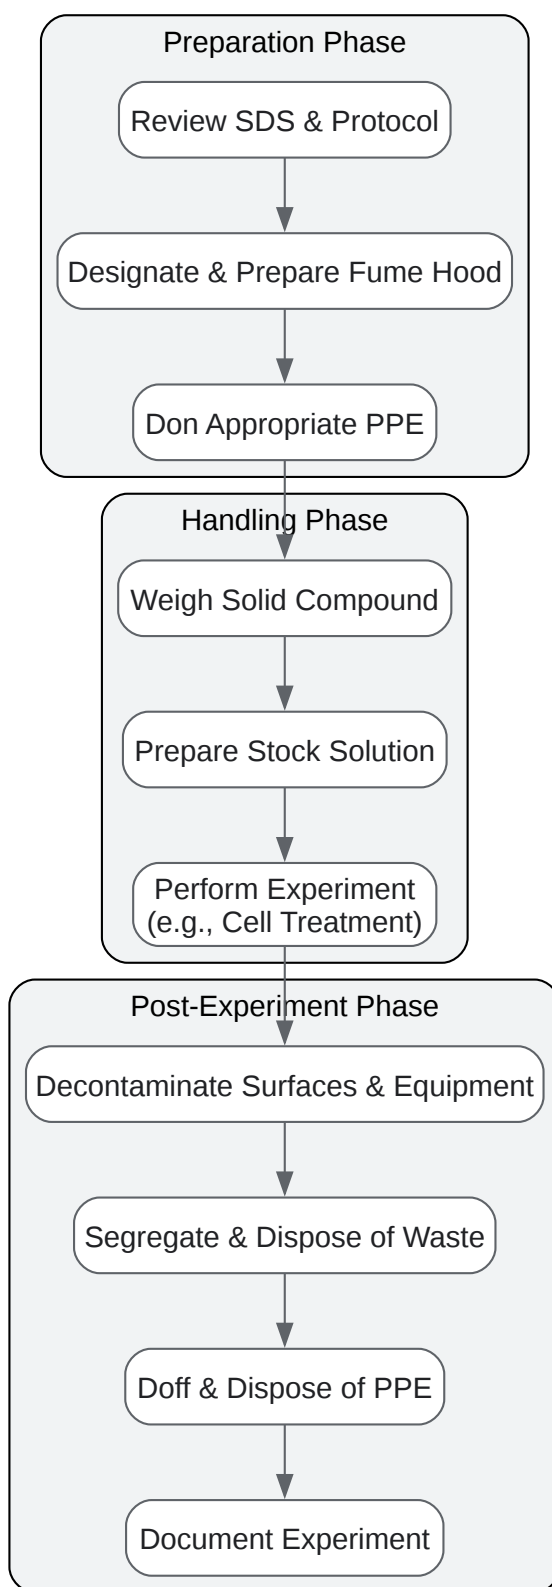 Preparation Phase
Review SDS & Protocol
Designate & Prepare Fume Hood
Don Appropriate PPE
Handling Phase
Weigh Solid Compound
Prepare Stock Solution
Perform Experiment
(e.g., Cell Treatment)
Post-Experiment Phase
Decontaminate Surfaces & Equipment
Segregate & Dispose of Waste
Doff & Dispose of PPE
Document Experiment